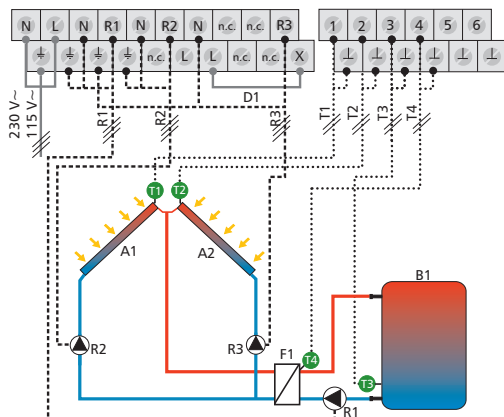 N L N R1 N R2 N n.c. n.c. R3
n.c. L L n.c. n.c. X
1 2 3 4 5 6
D1
230 V~
115 V~
R1
R2
R3
T1
T2
T3
T4
T1 T2
A1 A2
B1
R2 R3 F1 T4
T3
R1